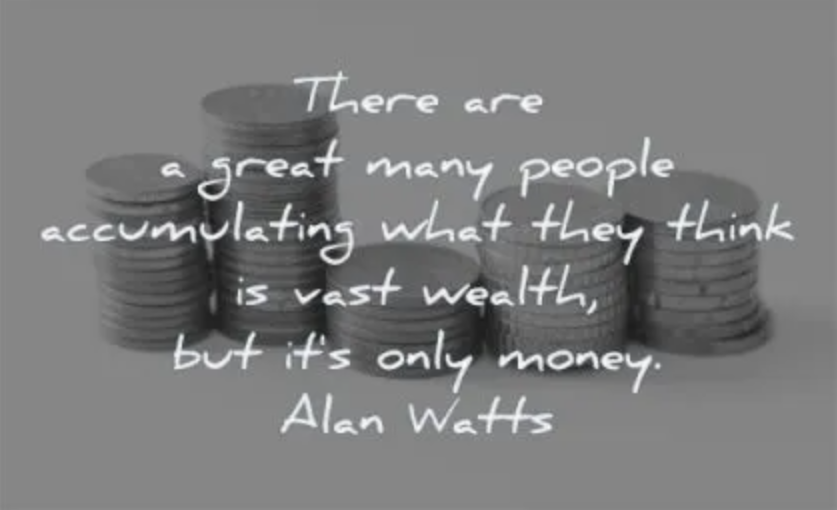 There are
a great many people
accumulating what they think
is vast wealth,
but it's only money.
Alan Watts